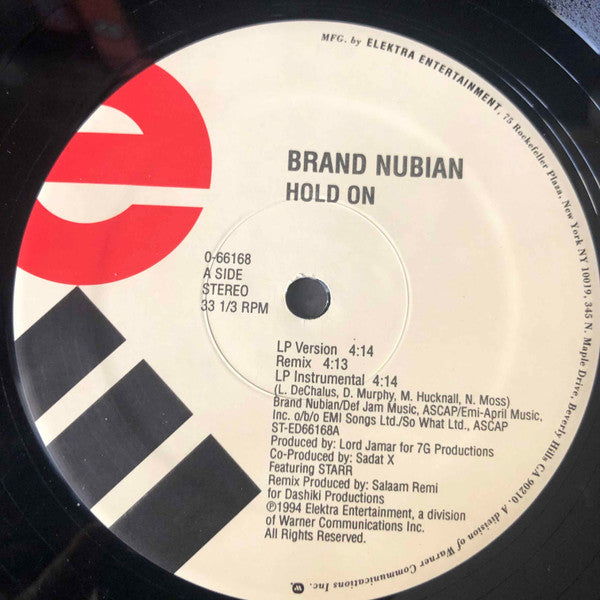 MFG. by ELEKTRA ENTERTAINMENT, 75 Rockefeller Plaza, New York NY 10019, 345 N. Maple Drive, Beverly Hills CA 90210. A division of Warner Communications Inc.
e
BRAND NUBIAN
HOLD ON
0-66168
A SIDE
STEREO
33 1/3 RPM
LP Version 4:14
Remix 4:13
LP Instrumental 4:14
(L. DeChalus, D. Murphy, M. Hucknall, N. Moss)
Brand Nubian/Def Jam Music, ASCAP/Emi-April Music,
Inc. o/b/o EMI Songs Ltd./So What Ltd., ASCAP
ST-ED66168A
Produced by: Lord Jamar for 7G Productions
Co-Produced by: Sadat X
Featuring STARR
Remix Produced by: Salaam Remi
for Dashiki Productions
℗1994 Elektra Entertainment, a division
of Warner Communications Inc.
All Rights Reserved.